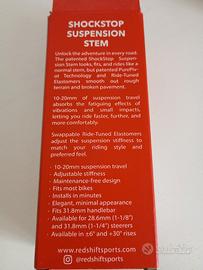 SHOCKSTOP
SUSPENSION
STEM
Unlock the adventure in every road.
The patented ShockStop Suspen-
sion Stem looks, fits, and rides like a
normal stem, but patented PurePiv-
ot Technology and Ride-Tuned
Elastomers smooth out rough
terrain and broken pavement.
10-20mm of suspension travel
absorbs the fatiguing effects of
vibrations and small impacts,
letting you ride faster, further, and
more comfortably.
Swappable Ride-Tuned Elastomers
adjust the suspension stiffness to
match your riding style and
preferred feel.
- 10-20mm suspension travel
- Adjustable stiffness
- Maintenance-free design
- Fits most bikes
- Installs in minutes
- Elegant, minimal appearance
- Fits 31.8mm handlebar
- Available for 28.6mm (1-1/8")
and 31.8mm (1-1/4") steerers
- Available in ±6° and +30° rises
www.redshiftsports.com